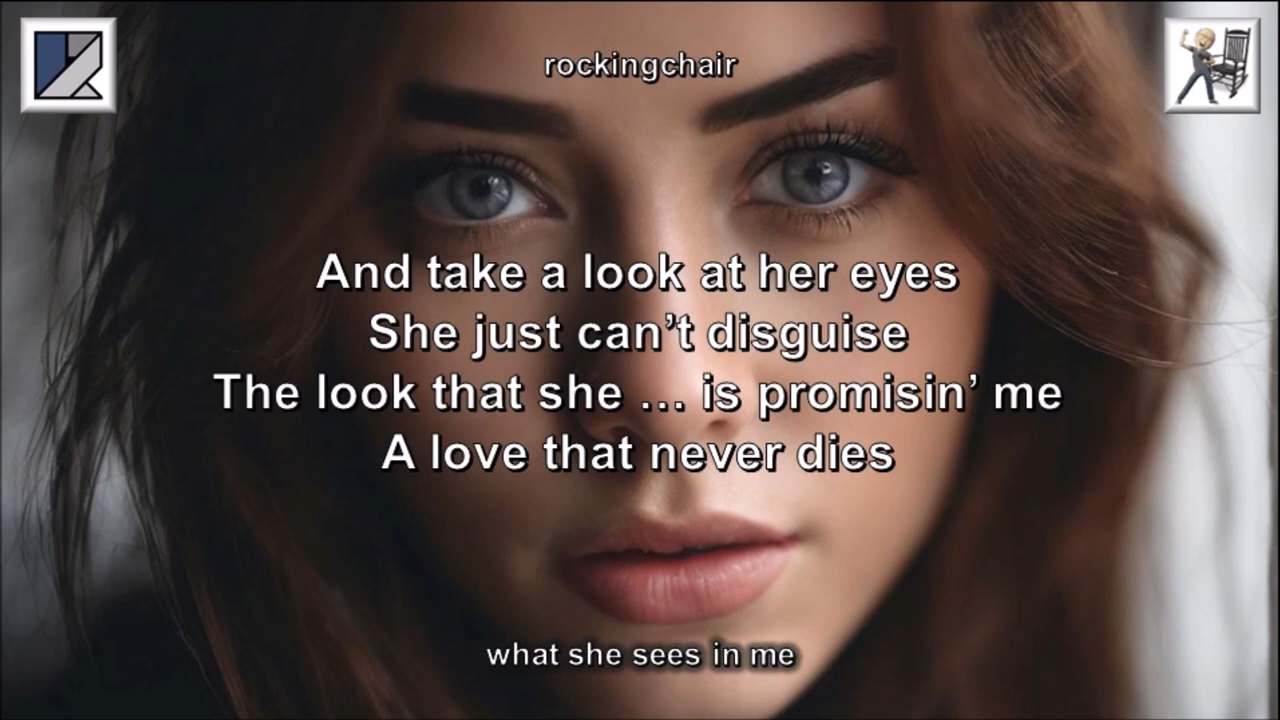 rockingchair
And take a look at her eyes
She just can’t disguise
The look that she … is promisin’ me
A love that never dies
what she sees in me